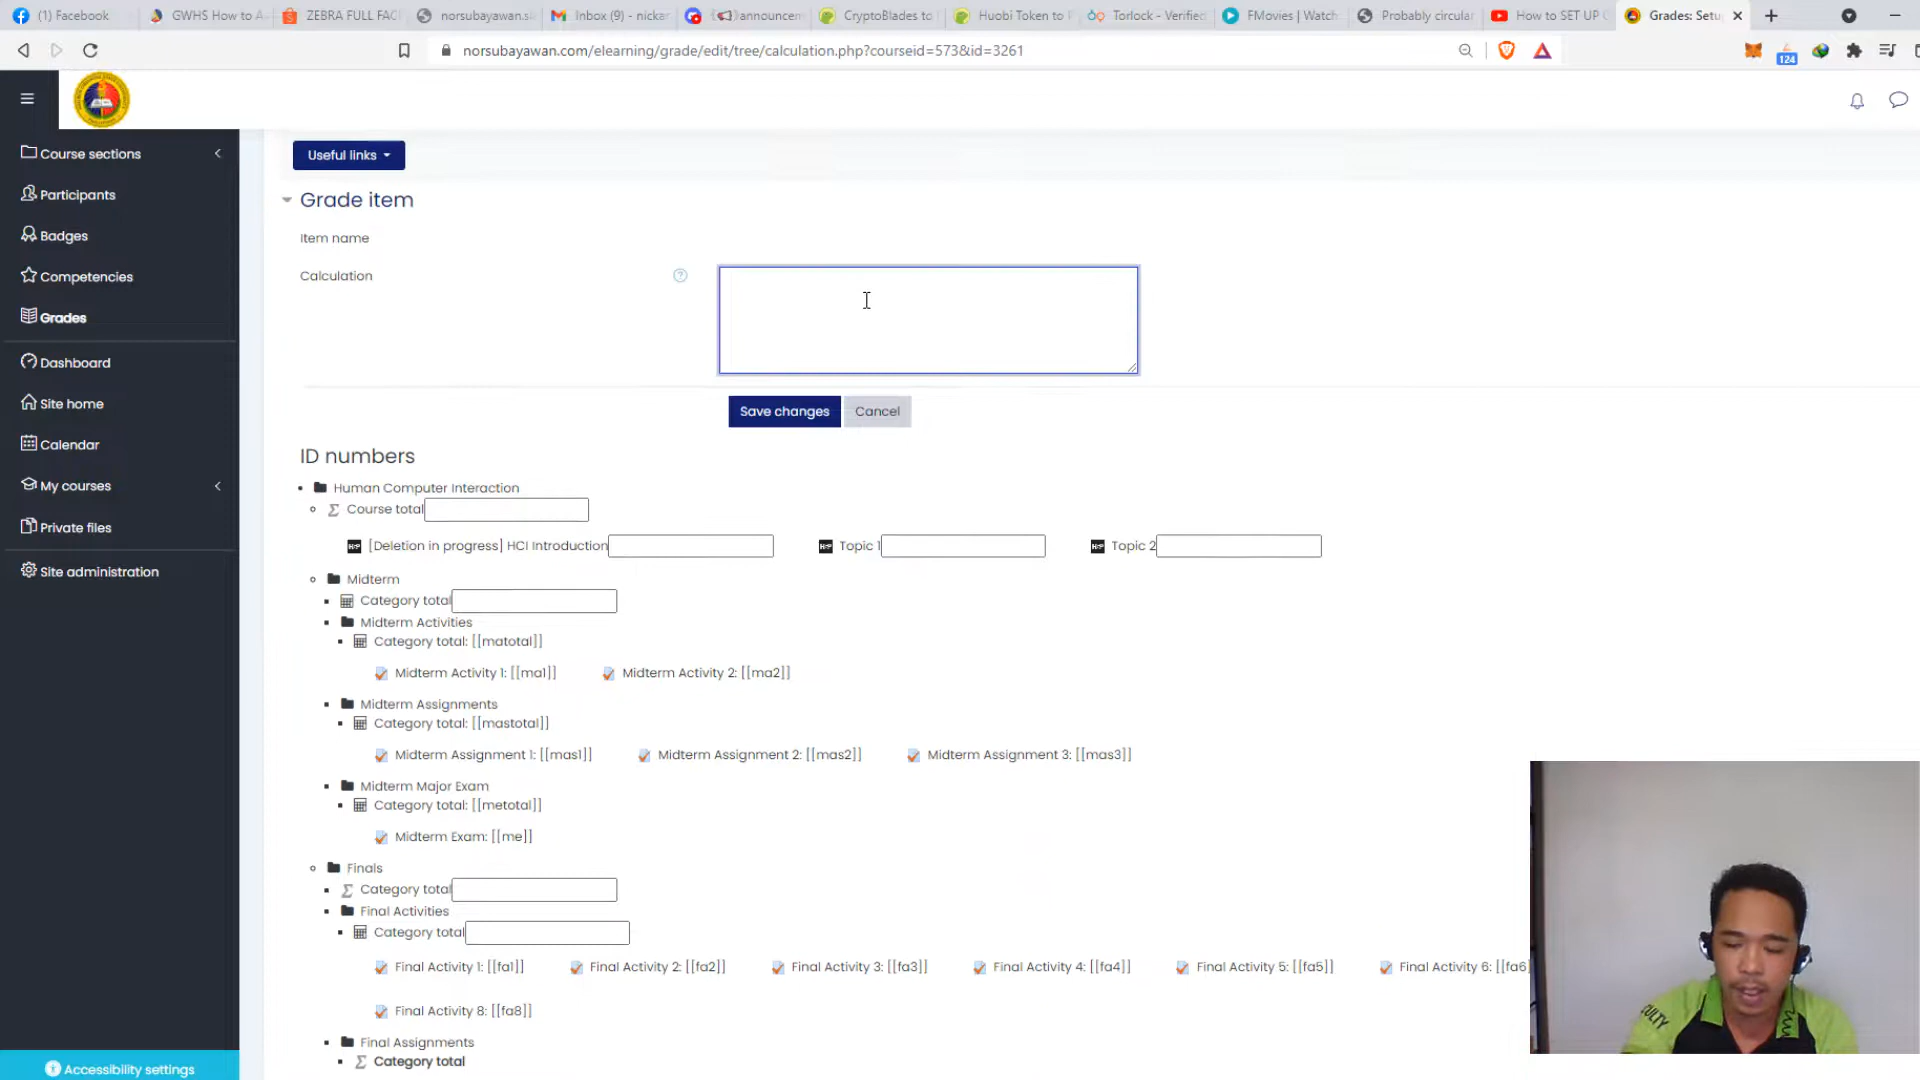 (1) Facebook
GWHS How to A
ZEBRA FULL FAC
norsubayawan.s
Inbox (9) - nickar
announcem
CryptoBlades to
Huobi Token to P
Torlock - Verified
FMovies | Watch
Probably circular
How to SET UP G
Grades: Setu
norsubayawan.com/elearning/grade/edit/tree/calculation.php?courseid=573&id=3261
124
Course sections
Participants
Badges
Competencies
Grades
Dashboard
Site home
Calendar
My courses
Private files
Site administration
Accessibility settings
Useful links
Grade item
Item name
Calculation
Save changes Cancel
ID numbers
Human Computer Interaction
Course total
[Deletion in progress] HCI Introduction Topic 1 Topic 2
Midterm
Category total
Midterm Activities
Category total: [[matotal]]
Midterm Activity 1: [[ma1]] Midterm Activity 2: [[ma2]]
Midterm Assignments
Category total: [[mastotal]]
Midterm Assignment 1: [[mas1]] Midterm Assignment 2: [[mas2]] Midterm Assignment 3: [[mas3]]
Midterm Major Exam
Category total: [[metotal]]
Midterm Exam: [[me]]
Finals
Category total
Final Activities
Category total
Final Activity 1: [[fa1]] Final Activity 2: [[fa2]] Final Activity 3: [[fa3]] Final Activity 4: [[fa4]] Final Activity 5: [[fa5]] Final Activity 6: [[fa6]
Final Activity 8: [[fa8]]
Final Assignments
Category total
CULTY